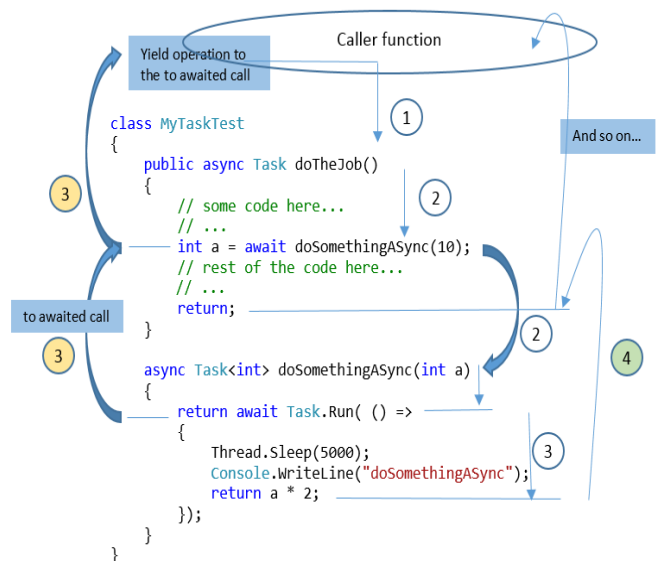 Caller function
Yield operation to
the to awaited call
1
class MyTaskTest
{
And so on...
public async Task doTheJob()
3
2
{
// some code here...
// ...
int a = await doSomethingASync(10);
// rest of the code here...
// ...
to awaited call
return;
}
2
3
4
async Task<int> doSomethingASync(int a)
{
return await Task.Run( () =>
{
3
Thread.Sleep(5000);
Console.WriteLine("doSomethingASync");
return a * 2;
});
}
}